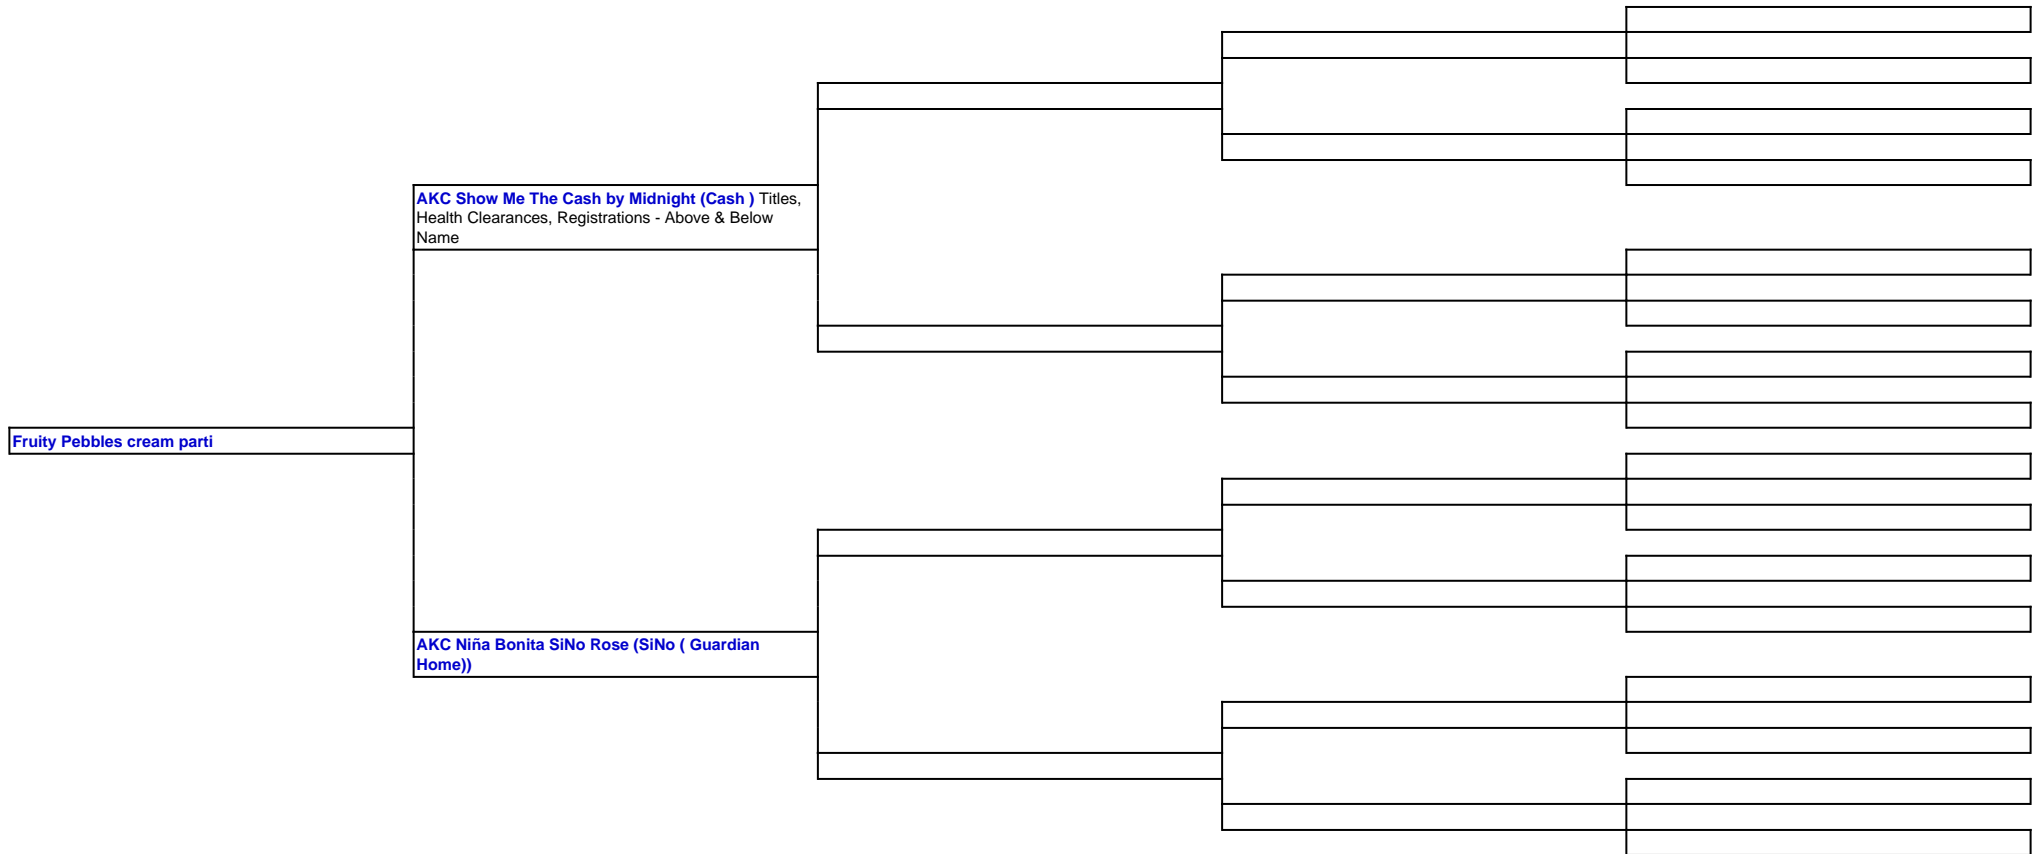 AKC Show Me The Cash by Midnight (Cash ) Titles,
Health Clearances, Registrations - Above & Below
Name
Fruity Pebbles cream parti
AKC Niña Bonita SiNo Rose (SiNo ( Guardian
Home))